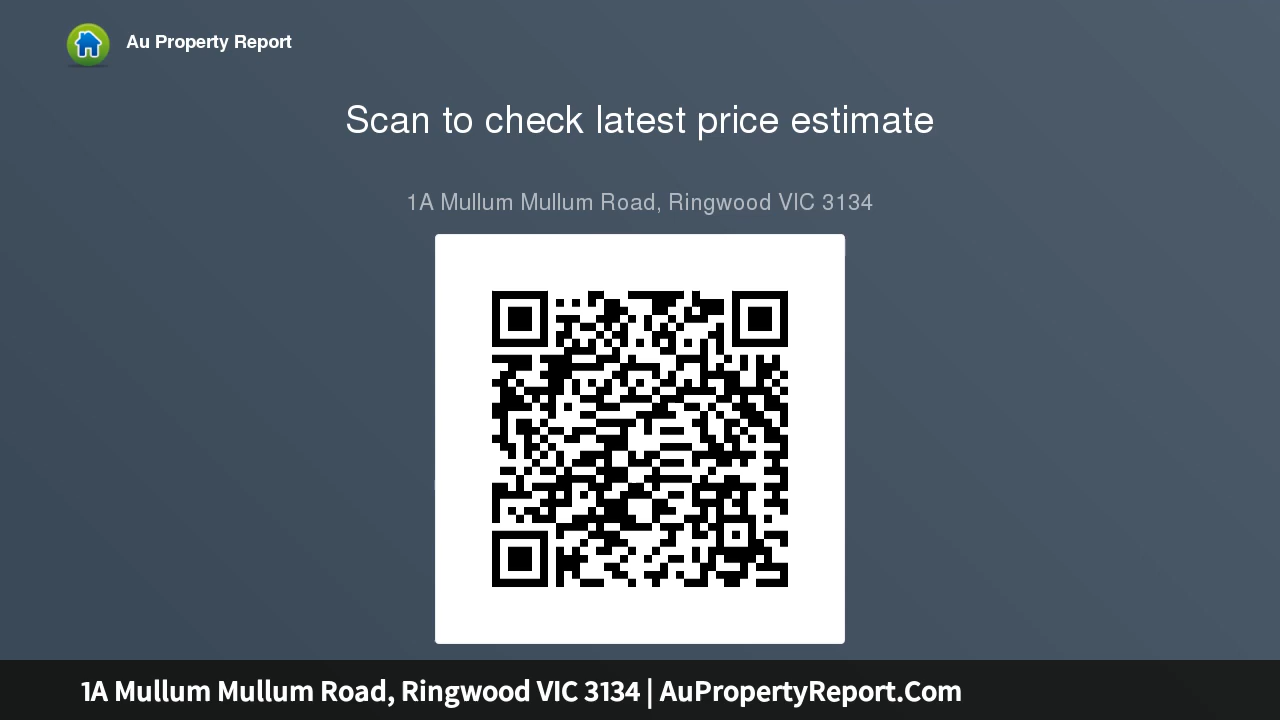 Au Property Report
Scan to check latest price estimate
1A Mullum Mullum Road, Ringwood VIC 3134
1A Mullum Mullum Road, Ringwood VIC 3134 | AuPropertyReport.Com